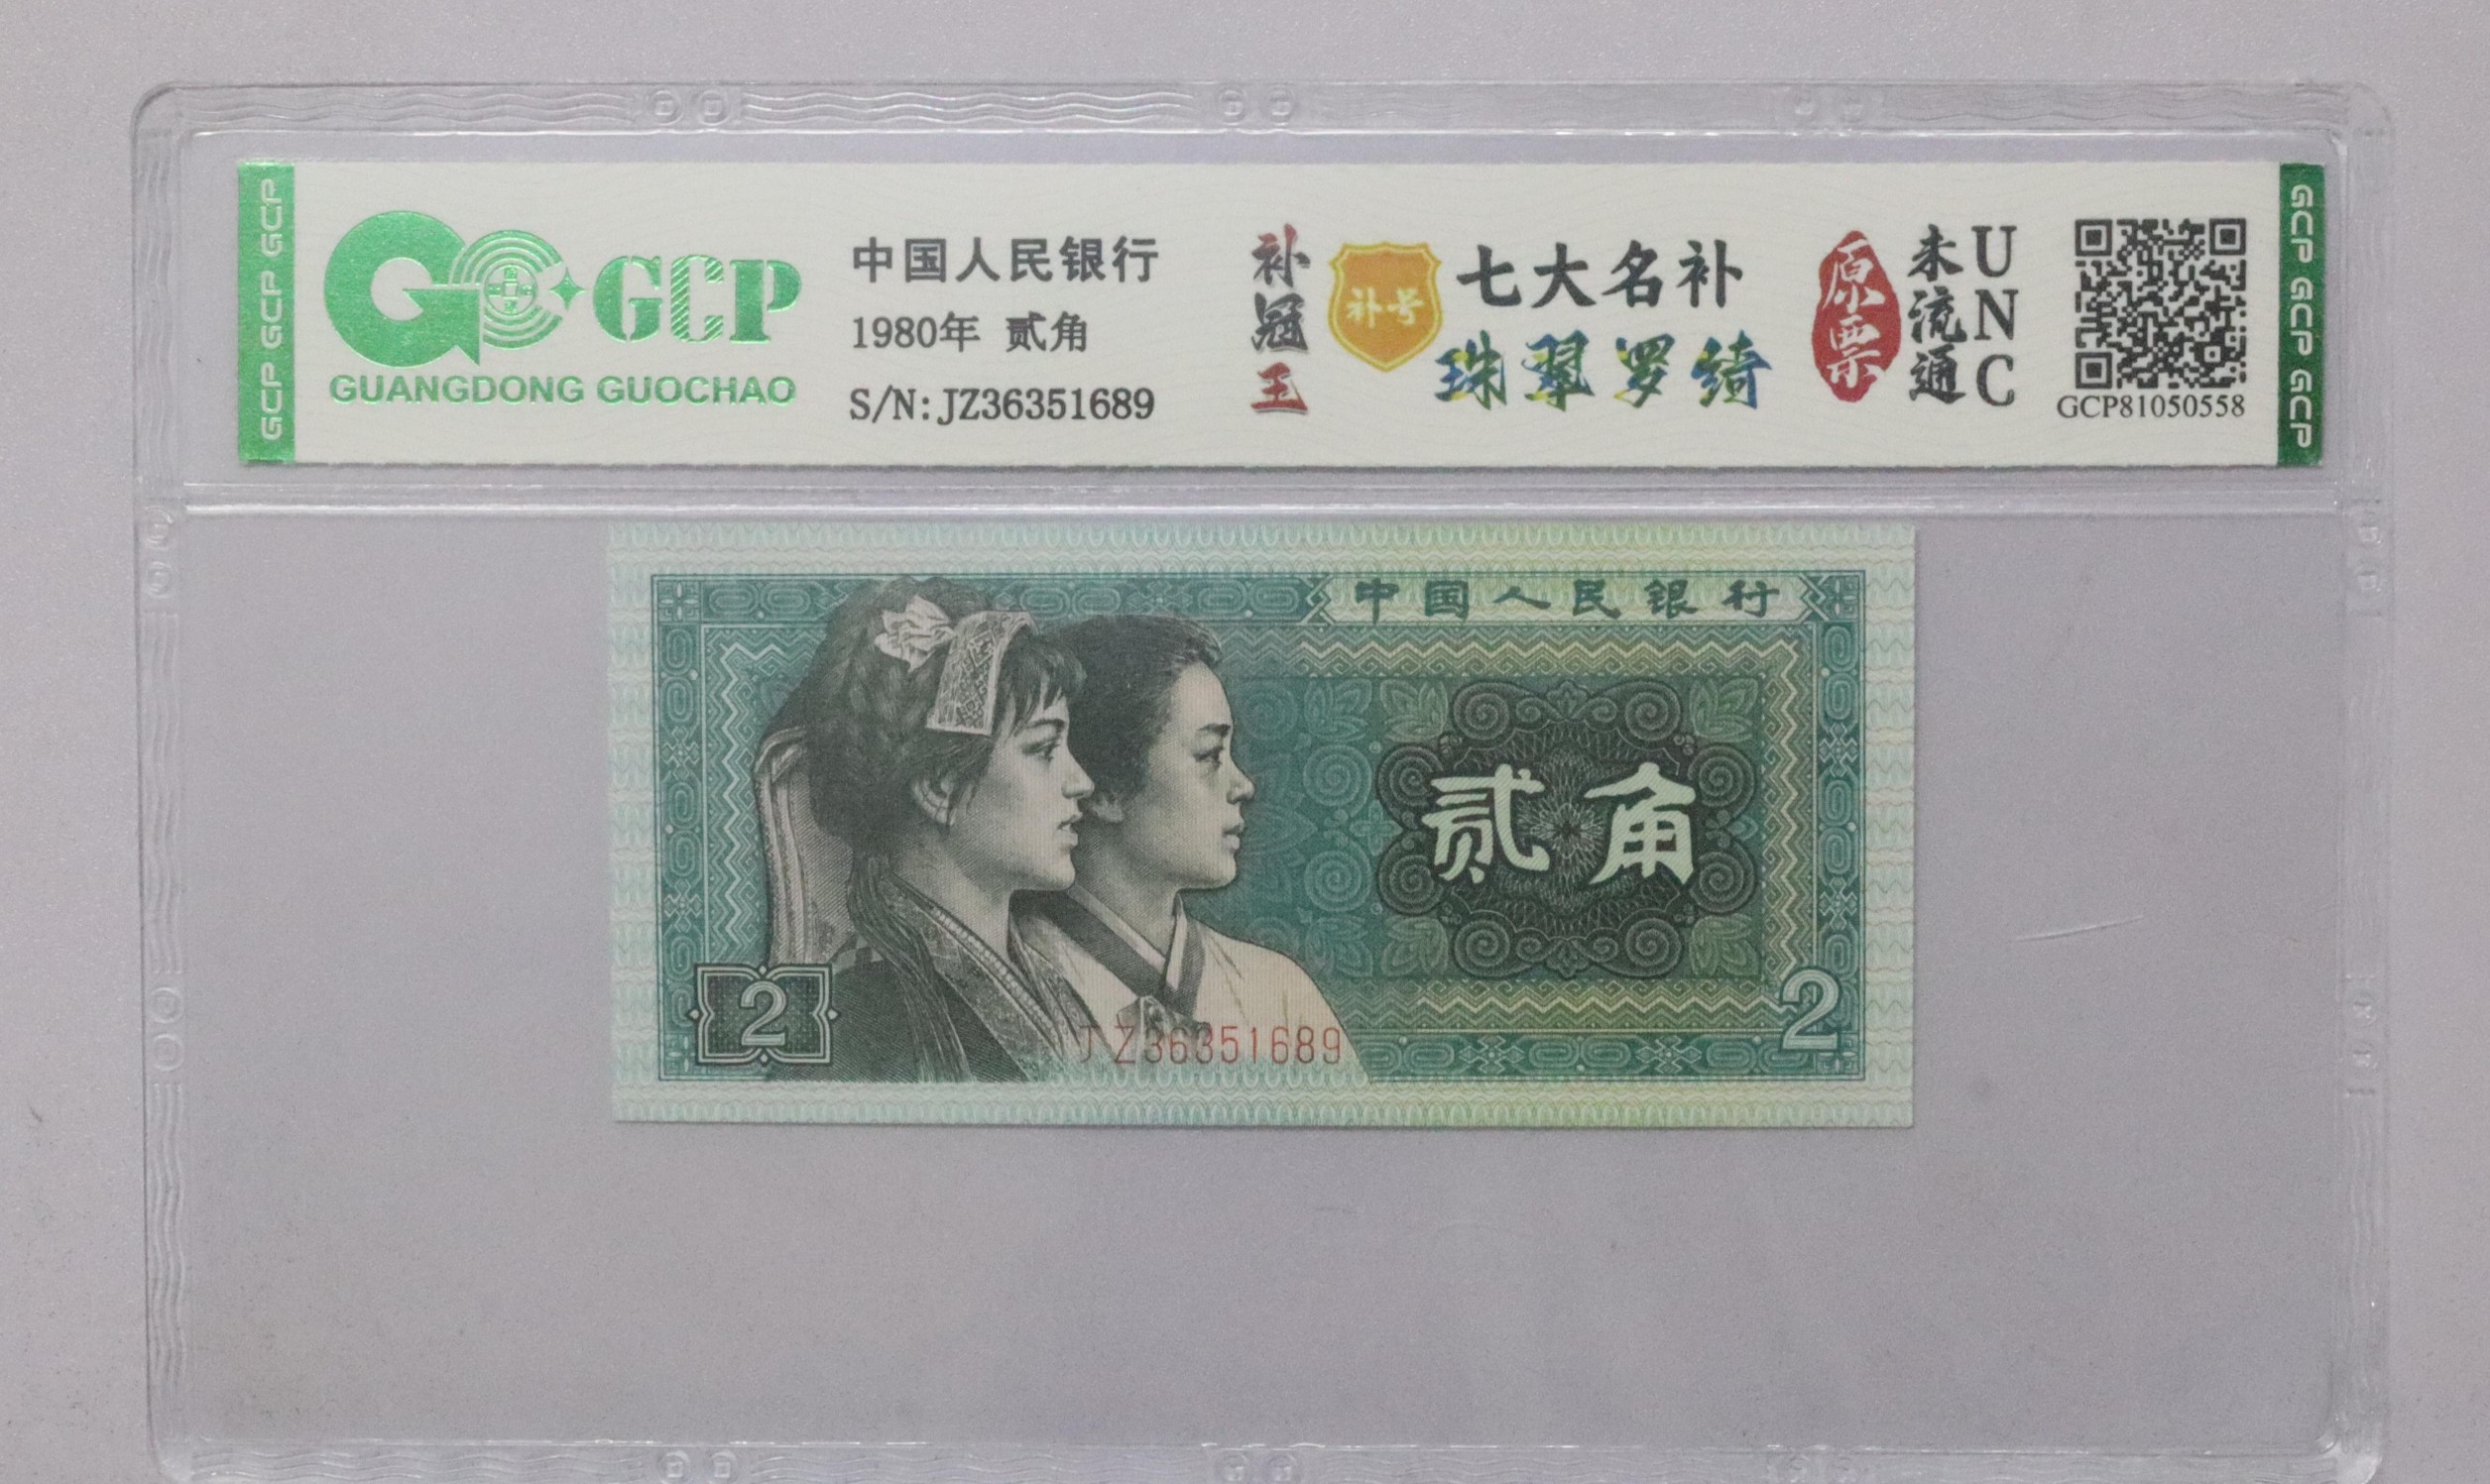 GCP GCP GCP
GCP
GUANGDONG GUOCHAO
中国人民银行
1980年 贰角
S/N:JZ36351689
补冠王
补号
七大名补
珠翠罗绮
原票
未流通
UNC
GCP81050558
GCP GCP GCP
中国人民银行
贰角
2
JZ36351689
2